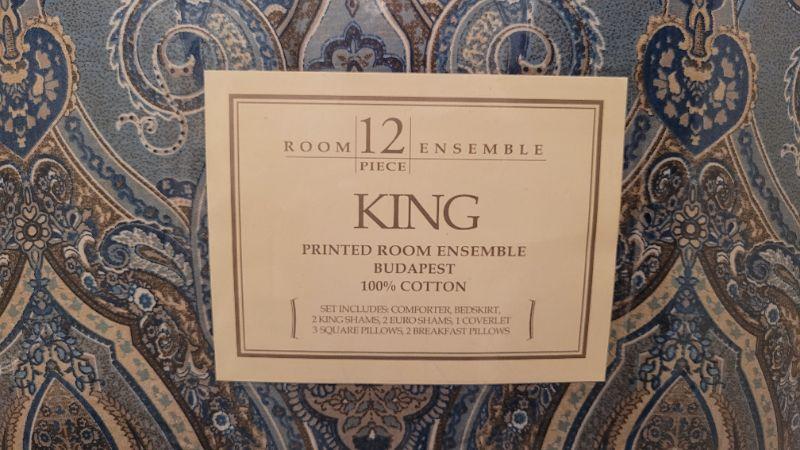 ROOM 12 ENSEMBLE
PIECE
KING
PRINTED ROOM ENSEMBLE
BUDAPEST
100% COTTON
SET INCLUDES: COMFORTER, BEDSKIRT,
2 KING SHAMS, 2 EURO SHAMS, 1 COVERLET
3 SQUARE PILLOWS, 2 BREAKFAST PILLOWS